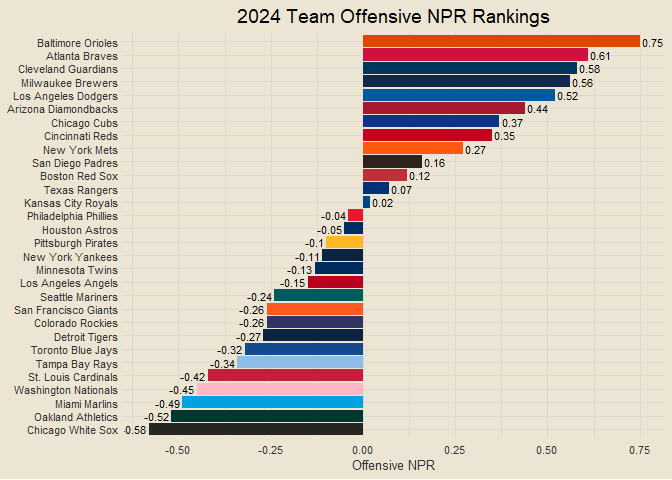 2024 Team Offensive NPR Rankings
Baltimore Orioles 0.75
Atlanta Braves 0.61
Cleveland Guardians 0.58
Milwaukee Brewers 0.56
Los Angeles Dodgers 0.52
Arizona Diamondbacks 0.44
Chicago Cubs 0.37
Cincinnati Reds 0.35
New York Mets 0.27
San Diego Padres 0.16
Boston Red Sox 0.12
Texas Rangers 0.07
Kansas City Royals 0.02
Philadelphia Phillies -0.04
Houston Astros -0.05
Pittsburgh Pirates -0.1
New York Yankees -0.11
Minnesota Twins -0.13
Los Angeles Angels -0.15
Seattle Mariners -0.24
San Francisco Giants -0.26
Colorado Rockies -0.26
Detroit Tigers -0.27
Toronto Blue Jays -0.32
Tampa Bay Rays -0.34
St. Louis Cardinals -0.42
Washington Nationals -0.45
Miami Marlins -0.49
Oakland Athletics -0.52
Chicago White Sox -0.58
-0.50 -0.25 0.00 0.25 0.50 0.75
Offensive NPR